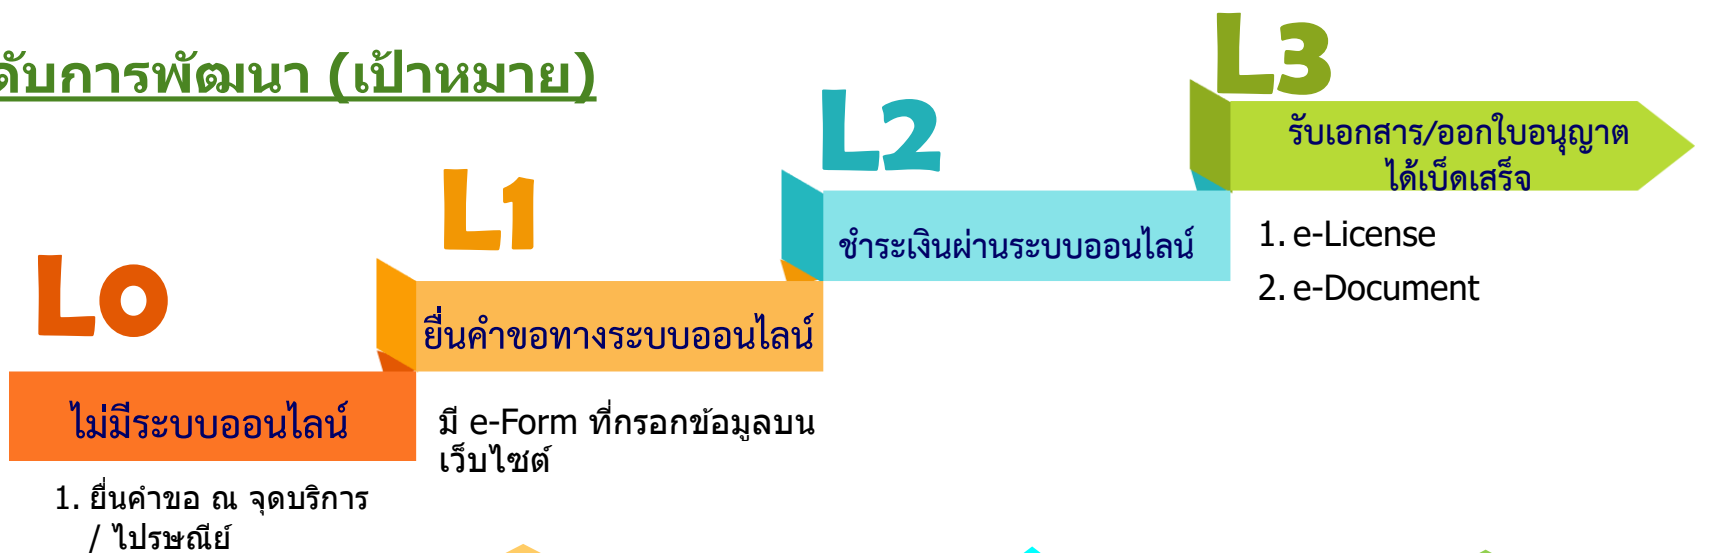 ดับการพัฒนา (เป้าหมาย)
L0
ไม่มีระบบออนไลน์
1. ยื่นคำขอ ณ จุดบริการ
/ ไปรษณีย์
L1
ยื่นคำขอทางระบบออนไลน์
มี e-Form ที่กรอกข้อมูลบน
เว็บไซต์
L2
ชำระเงินผ่านระบบออนไลน์
L3
รับเอกสาร/ออกใบอนุญาต
ได้เบ็ดเสร็จ
1. e-License
2. e-Document